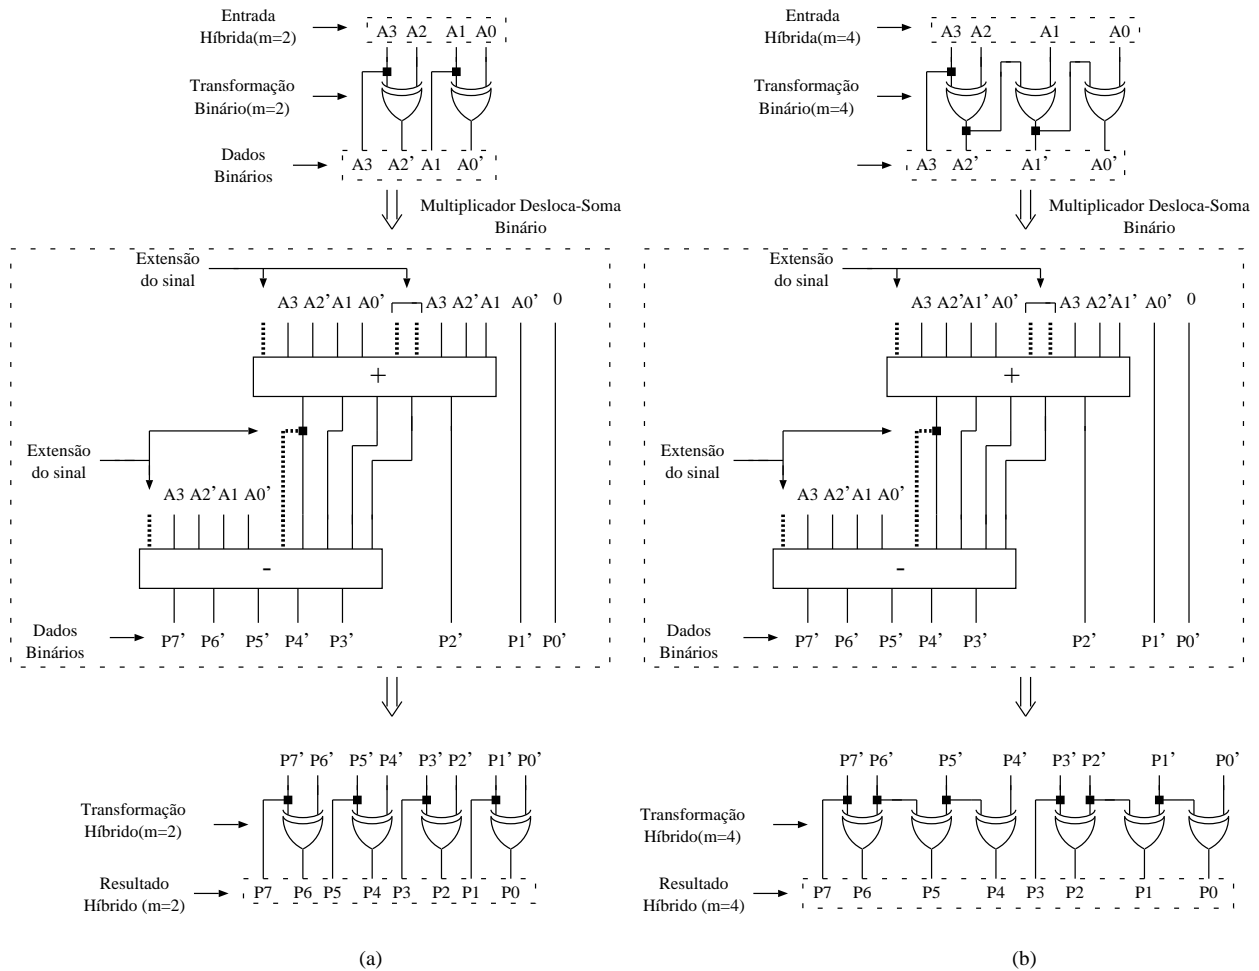 Entrada
Híbrida(m=2)
A3 A2 A1 A0
Transformação
Binário(m=2)
Dados
Binários
A3 A2' A1 A0'
Multiplicador Desloca-Soma
Binário
Extensão
do sinal
A3 A2' A1 A0' A3 A2' A1 A0' 0
+
Extensão
do sinal
A3 A2' A1 A0'
-
Dados
Binários
P7' P6' P5' P4' P3' P2' P1' P0'
P7' P6' P5' P4' P3' P2' P1' P0'
Transformação
Híbrido(m=2)
Resultado
Híbrido (m=2)
P7 P6 P5 P4 P3 P2 P1 P0
(a)
Entrada
Híbrida(m=4)
A3 A2 A1 A0
Transformação
Binário(m=4)
A3 A2' A1' A0'
Multiplicador Desloca-Soma
Binário
Extensão
do sinal
A3 A2' A1' A0' A3 A2' A1' A0' 0
+
Extensão
do sinal
A3 A2' A1 A0'
-
Dados
Binários
P7' P6' P5' P4' P3' P2' P1' P0'
P7' P6' P5' P4' P3' P2' P1' P0'
Transformação
Híbrido(m=4)
Resultado
Híbrido (m=4)
P7 P6 P5 P4 P3 P2 P1 P0
(b)